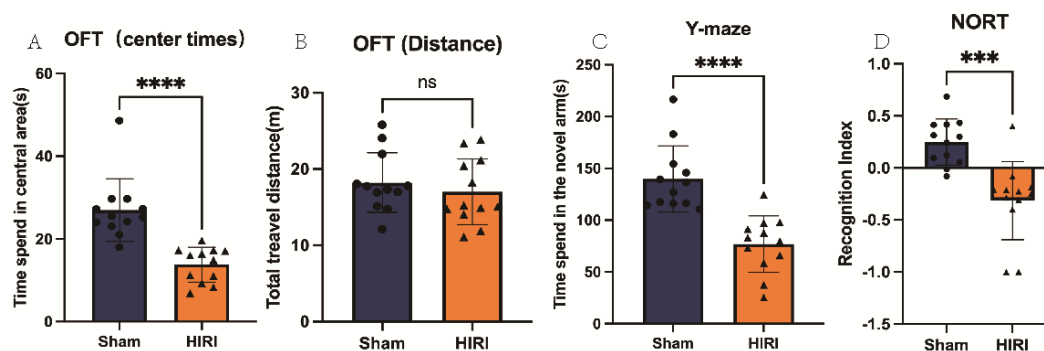 A
OFT (center times)
Time spend in central area(s)
60
40
20
0
****
Sham
HIRI
B
OFT (Distance)
Total treavel distance(m)
30
20
10
0
ns
Sham
HIRI
C
Y-maze
Time spend in the novel arm(s)
250
200
150
100
50
0
****
Sham
HIRI
D
NORT
Recognition Index
1.0
0.5
0.0
-0.5
-1.0
-1.5
***
Sham
HIRI